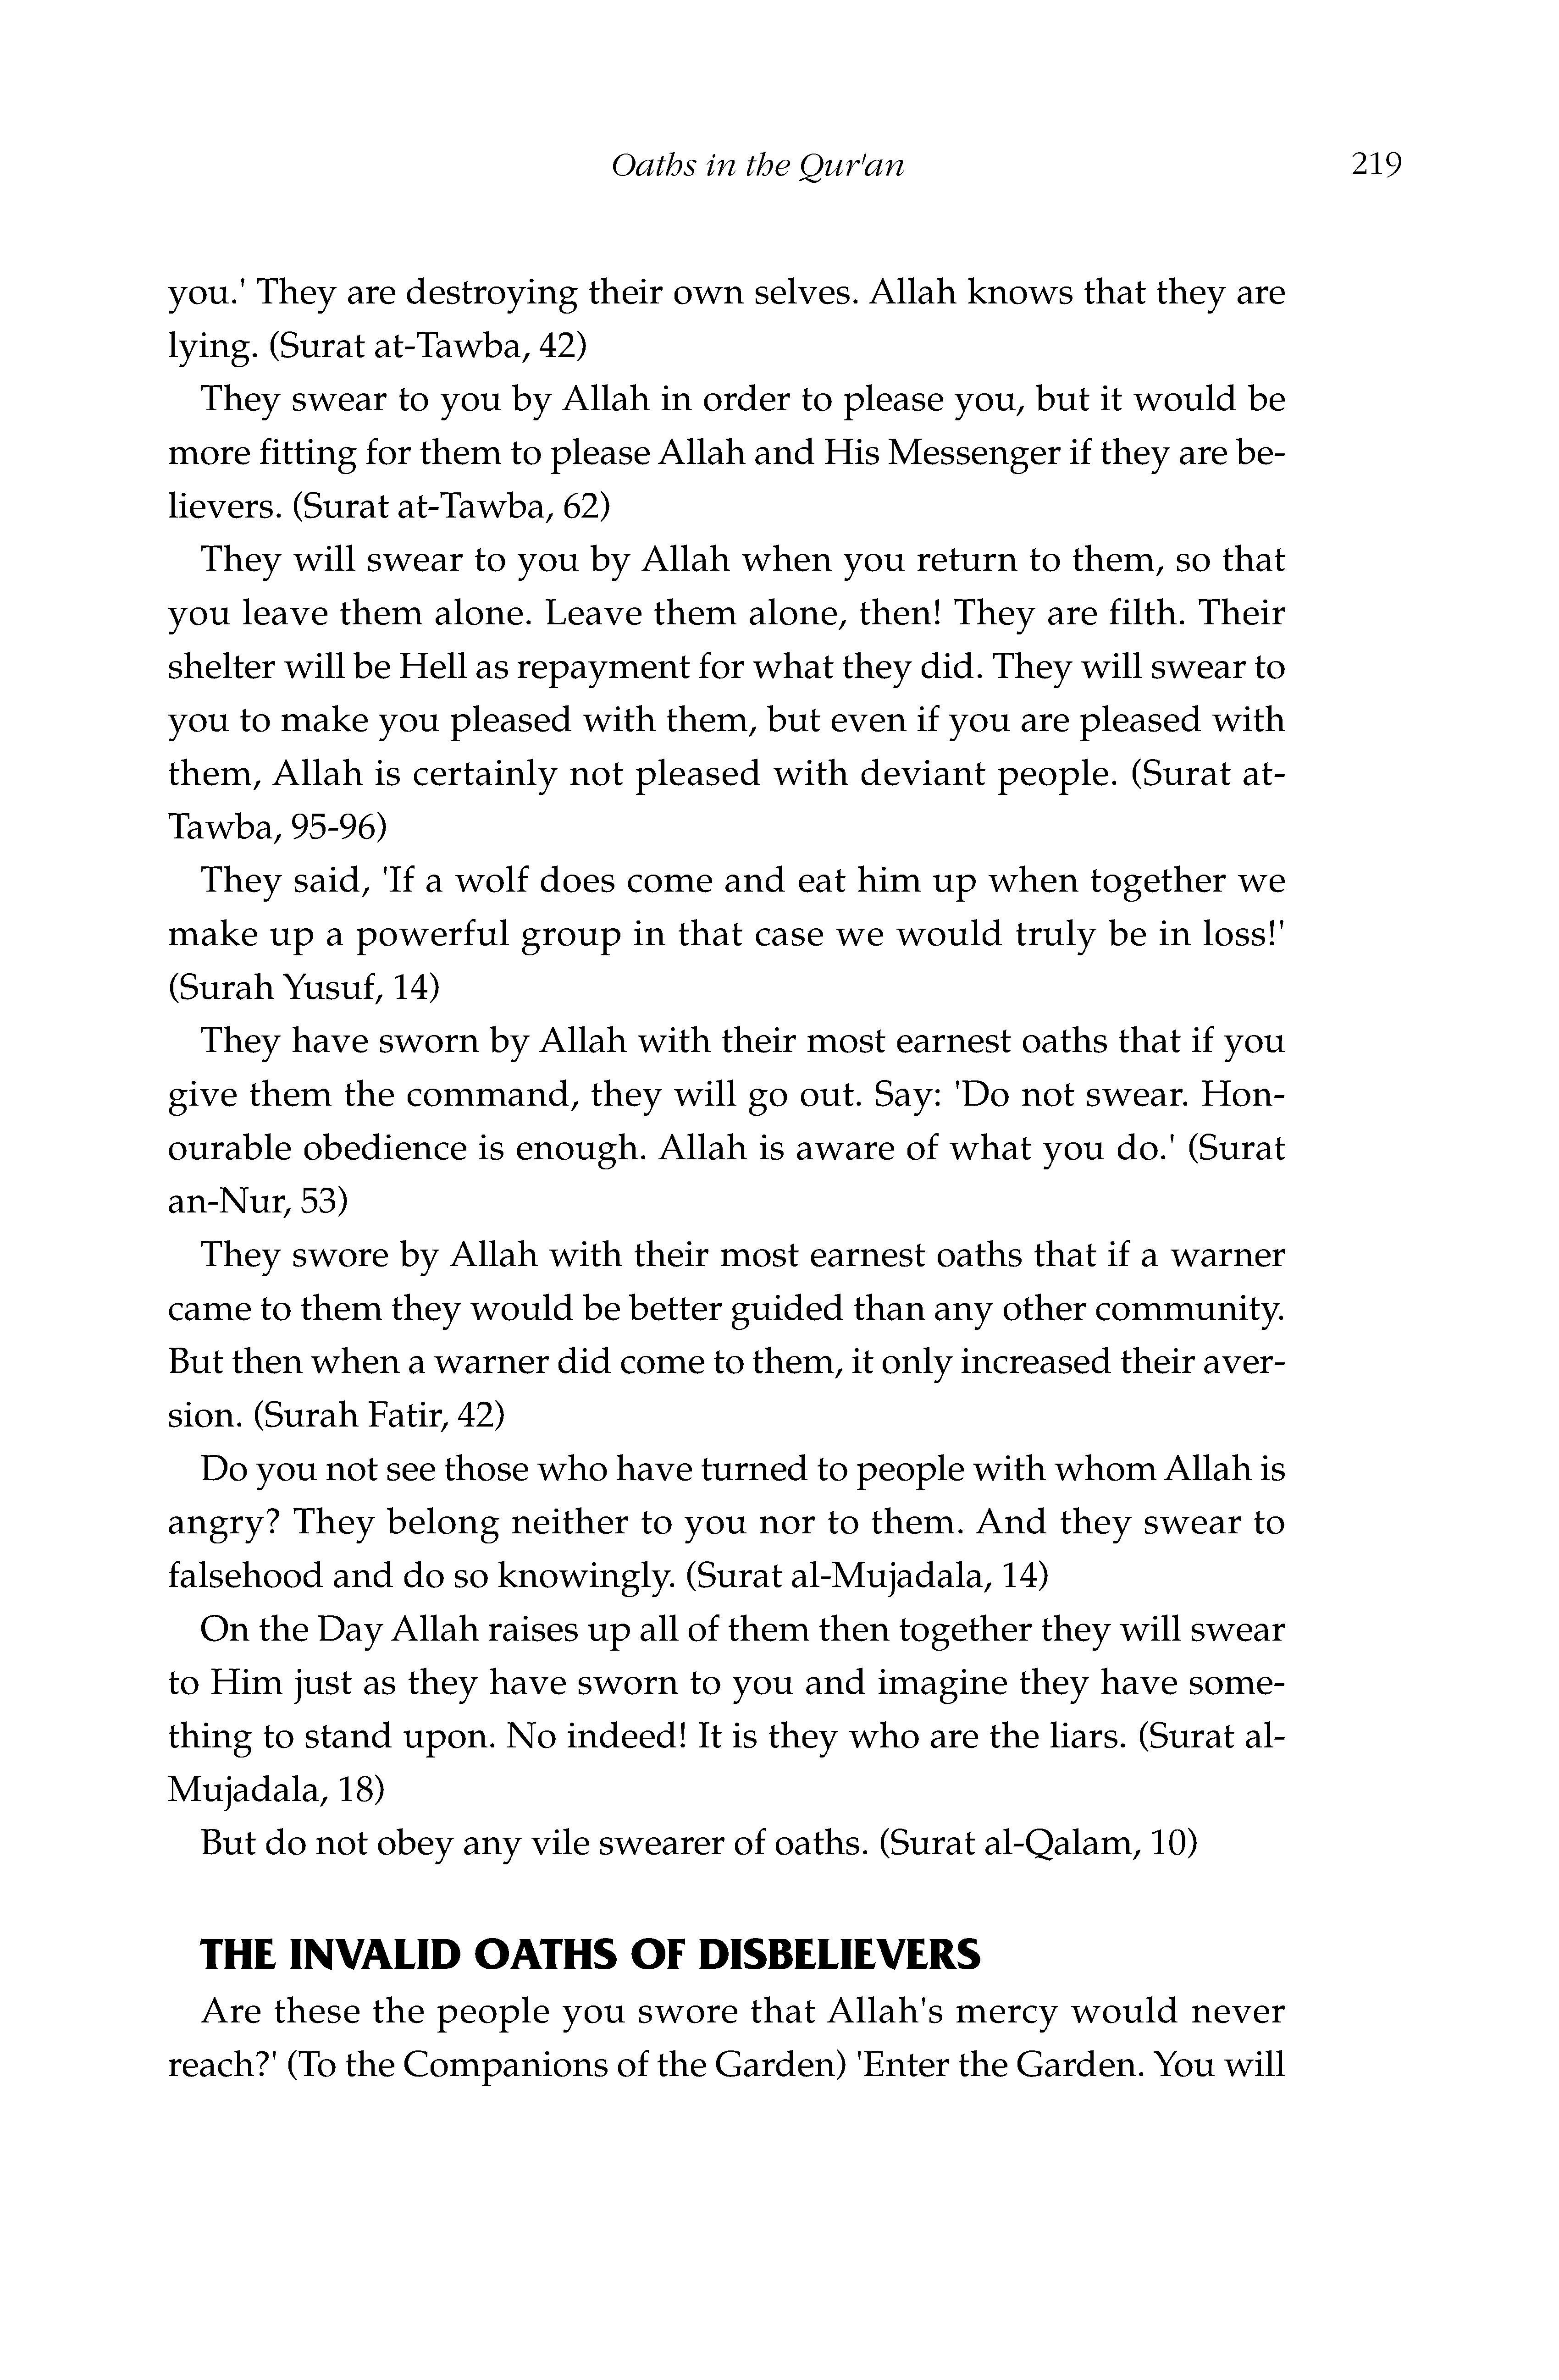 Oaths in the Qur'an 219
you.' They are destroying their own selves. Allah knows that they are
lying. (Surat at-Tawba, 42)
They swear to you by Allah in order to please you, but it would be
more fitting for them to please Allah and His Messenger if they are be-
lievers. (Surat at-Tawba, 62)
They will swear to you by Allah when you return to them, so that
you leave them alone. Leave them alone, then! They are filth. Their
shelter will be Hell as repayment for what they did. They will swear to
you to make you pleased with them, but even if you are pleased with
them, Allah is certainly not pleased with deviant people. (Surat at-
Tawba, 95-96)
They said, 'If a wolf does come and eat him up when together we
make up a powerful group in that case we would truly be in loss!'
(Surah Yusuf, 14)
They have sworn by Allah with their most earnest oaths that if you
give them the command, they will go out. Say: 'Do not swear. Hon-
ourable obedience is enough. Allah is aware of what you do.' (Surat
an-Nur, 53)
They swore by Allah with their most earnest oaths that if a warner
came to them they would be better guided than any other community.
But then when a warner did come to them, it only increased their aver-
sion. (Surah Fatir, 42)
Do you not see those who have turned to people with whom Allah is
angry? They belong neither to you nor to them. And they swear to
falsehood and do so knowingly. (Surat al-Mujadala, 14)
On the Day Allah raises up all of them then together they will swear
to Him just as they have sworn to you and imagine they have some-
thing to stand upon. No indeed! It is they who are the liars. (Surat al-
Mujadala, 18)
But do not obey any vile swearer of oaths. (Surat al-Qalam, 10)
THE INVALID OATHS OF DISBELIEVERS
Are these the people you swore that Allah's mercy would never
reach?' (To the Companions of the Garden) 'Enter the Garden. You will